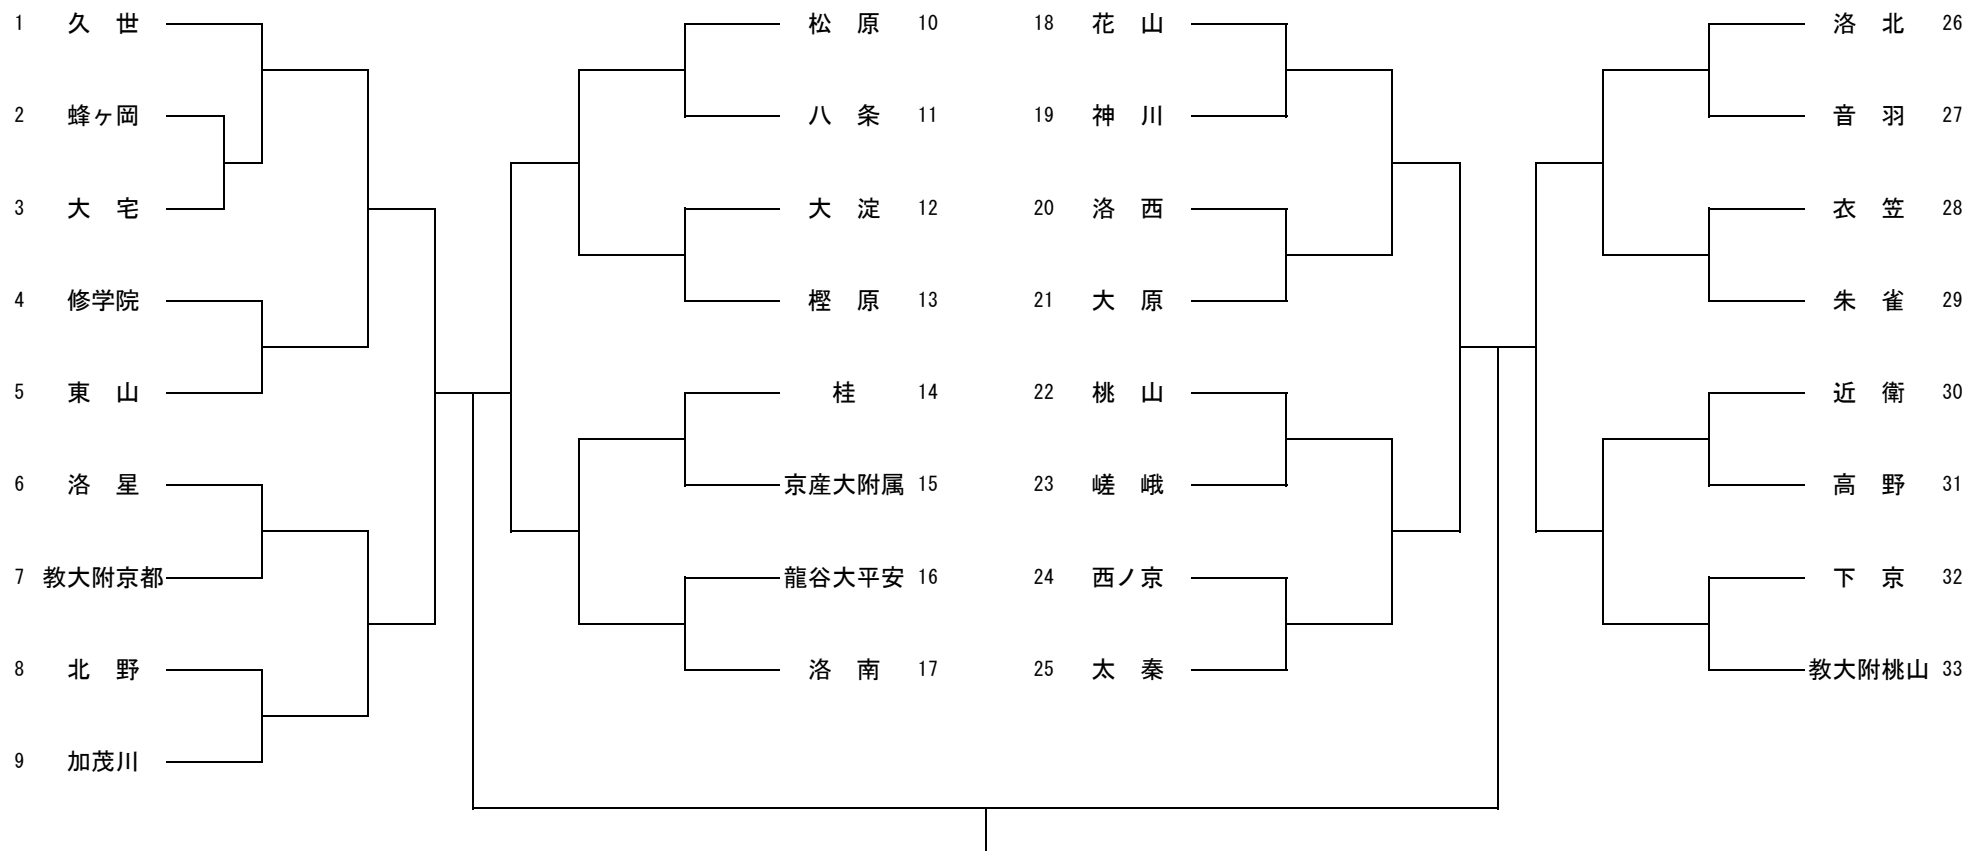 1 久　世
2 蜂ヶ岡
3 大　宅
4 修学院
5 東　山
6 洛　星
7 教大附京都
8 北　野
9 加茂川
松　原 10
八　条 11
大　淀 12
樫　原 13
桂 14
京産大附属 15
龍谷大平安 16
洛　南 17
18 花　山
19 神　川
20 洛　西
21 大　原
22 桃　山
23 嵯　峨
24 西ノ京
25 太　秦
洛　北 26
音　羽 27
衣　笠 28
朱　雀 29
近　衛 30
高　野 31
下　京 32
教大附桃山 33